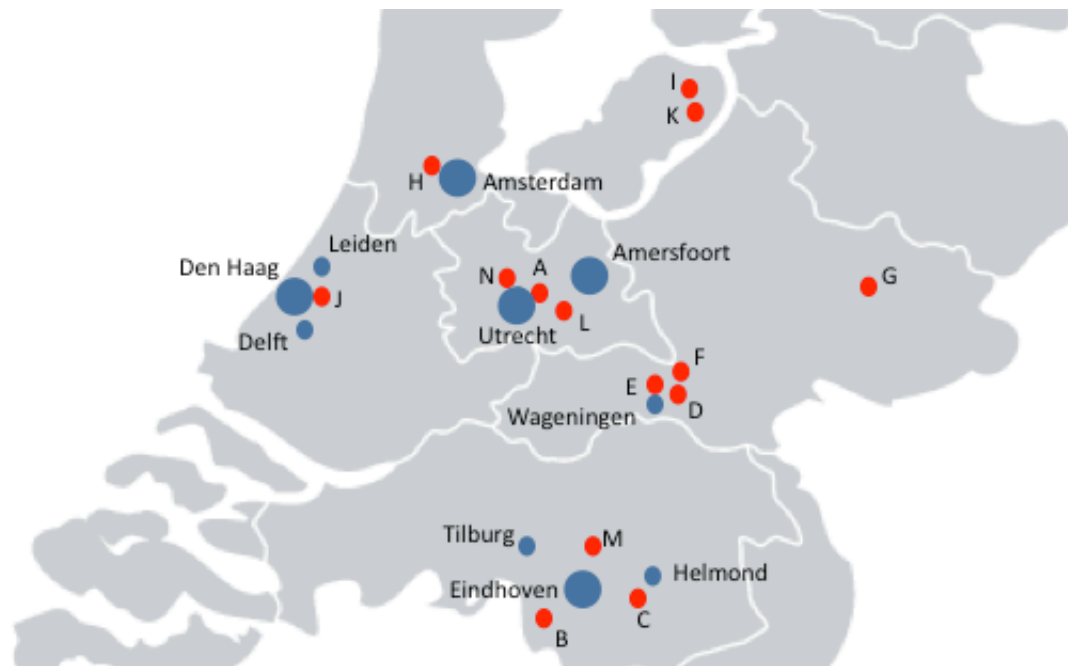 I
K
H
Amsterdam
Leiden
Den Haag
Amersfoort
N
A
G
J
L
Utrecht
Delft
F
E
D
Wageningen
Tilburg
M
Helmond
Eindhoven
C
B